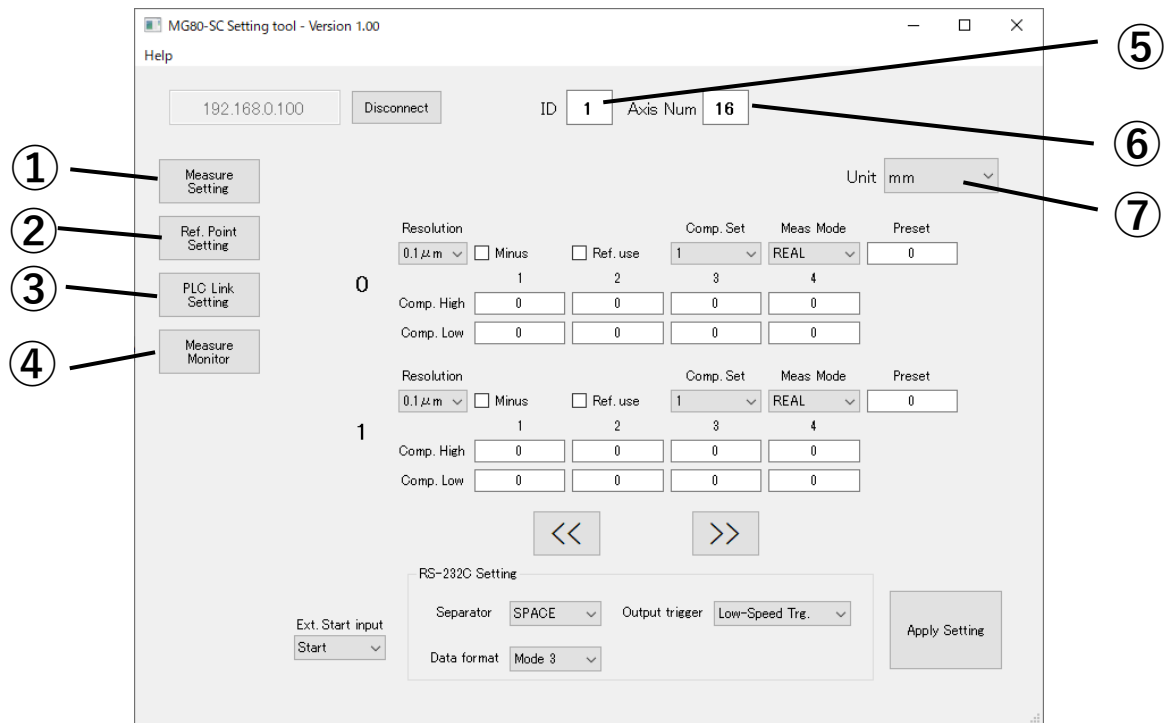 MG80-SC Setting tool - Version 1.00
Help
⑤
192.168.0.100 Disconnect ID 1 Axis Num 16
⑥
① Measure
Setting
Unit mm
⑦
② Ref. Point
Setting
Resolution Comp. Set Meas Mode Preset
0.1μm Minus Ref. use 1 REAL 0
③ PLC Link
Setting
0
1 2 3 4
Comp. High 0 0 0 0
Comp. Low 0 0 0 0
④ Measure
Monitor
Resolution Comp. Set Meas Mode Preset
0.1μm Minus Ref. use 1 REAL 0
1
1 2 3 4
Comp. High 0 0 0 0
Comp. Low 0 0 0 0
<< >>
RS-232C Setting
Separator SPACE Output trigger Low-Speed Trg.
Ext. Start input
Start
Data format Mode 3
Apply Setting